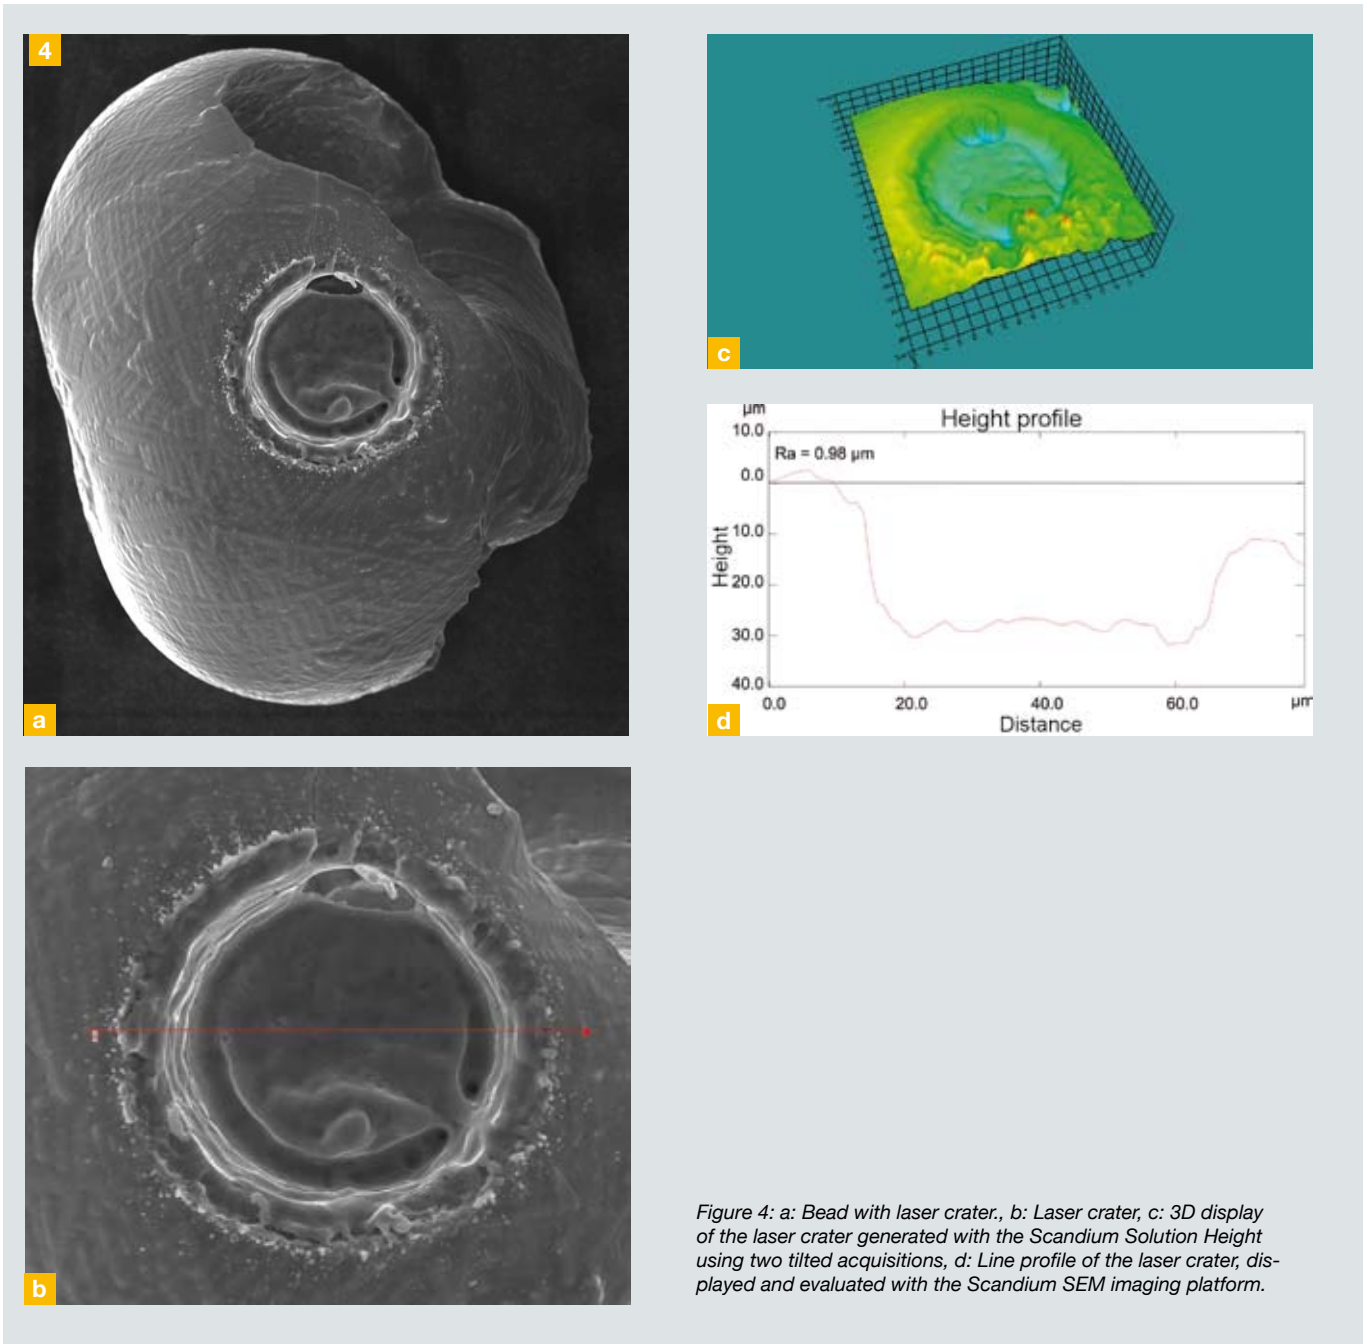 4
a
c
µm
Height profile
10.0
Ra = 0.98 µm
0.0
10.0
Height
20.0
30.0
40.0
0.0
20.0
40.0
60.0
µm
Distance
d
b
Figure 4: a: Bead with laser crater., b: Laser crater, c: 3D display
of the laser crater generated with the Scandium Solution Height
using two tilted acquisitions, d: Line profile of the laser crater, dis-
played and evaluated with the Scandium SEM imaging platform.